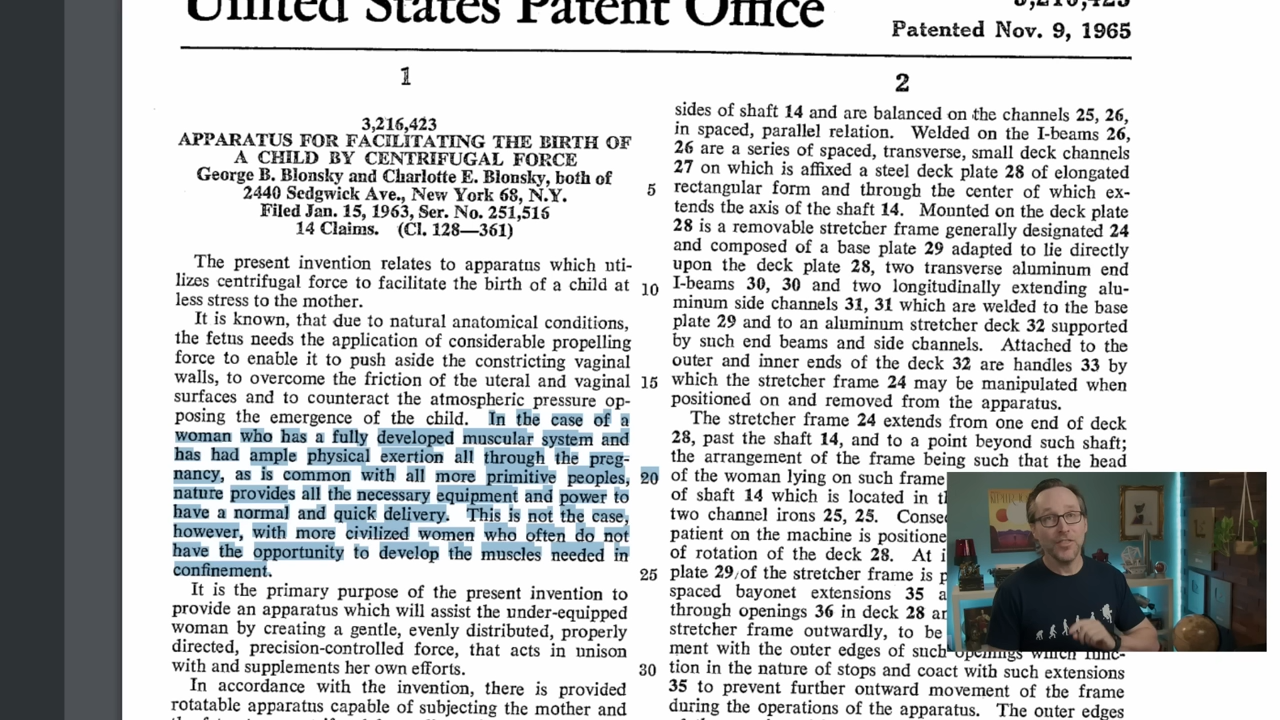 United States Patent Office
3,216,423
Patented Nov. 9, 1965
1
3,216,423
APPARATUS FOR FACILITATING THE BIRTH OF
A CHILD BY CENTRIFUGAL FORCE
George B. Blonsky and Charlotte E. Blonsky, both of
2440 Sedgwick Ave., New York 68, N.Y.
Filed Jan. 15, 1963, Ser. No. 251,516
14 Claims. (Cl. 128—361)
The present invention relates to apparatus which uti-
lizes centrifugal force to facilitate the birth of a child at
less stress to the mother.
It is known, that due to natural anatomical conditions,
the fetus needs the application of considerable propelling
force to enable it to push aside the constricting vaginal
walls, to overcome the friction of the uteral and vaginal
surfaces and to counteract the atmospheric pressure op-
posing the emergence of the child. In the case of a
woman who has a fully developed muscular system and
has had ample physical exertion all through the preg-
nancy, as is common with all more primitive peoples,
nature provides all the necessary equipment and power to
have a normal and quick delivery. This is not the case,
however, with more civilized women who often do not
have the opportunity to develop the muscles needed in
confinement.
It is the primary purpose of the present invention to
provide an apparatus which will assist the under-equipped
woman by creating a gentle, evenly distributed, properly
directed, precision-controlled force, that acts in unison
with and supplements her own efforts.
In accordance with the invention, there is provided
rotatable apparatus capable of subjecting the mother and
5
10
15
20
25
30
2
sides of shaft 14 and are balanced on the channels 25, 26,
in spaced, parallel relation. Welded on the I-beams 26,
26 are a series of spaced, transverse, small deck channels
27 on which is affixed a steel deck plate 28 of elongated
rectangular form and through the center of which ex-
tends the axis of the shaft 14. Mounted on the deck plate
28 is a removable stretcher frame generally designated 24
and composed of a base plate 29 adapted to lie directly
upon the deck plate 28, two transverse aluminum end
I-beams 30, 30 and two longitudinally extending alu-
minum side channels 31, 31 which are welded to the base
plate 29 and to an aluminum stretcher deck 32 supported
by such end beams and side channels. Attached to the
outer and inner ends of the deck 32 are handles 33 by
which the stretcher frame 24 may be manipulated when
positioned on and removed from the apparatus.
The stretcher frame 24 extends from one end of deck
28, past the shaft 14, and to a point beyond such shaft;
the arrangement of the frame being such that the head
of the woman lying on such frame
of shaft 14 which is located in
two channel irons 25, 25.
patient on the machine is
of rotation of the deck 28. At
plate 29 of the stretcher frame is
spaced bayonet extensions 35
through openings 36 in deck 28
stretcher frame outwardly, to be
ment with the outer edges of such openings which func-
tion in the nature of stops and coact with such extensions
35 to prevent further outward movement of the frame
during the operations of the apparatus. The outer edges